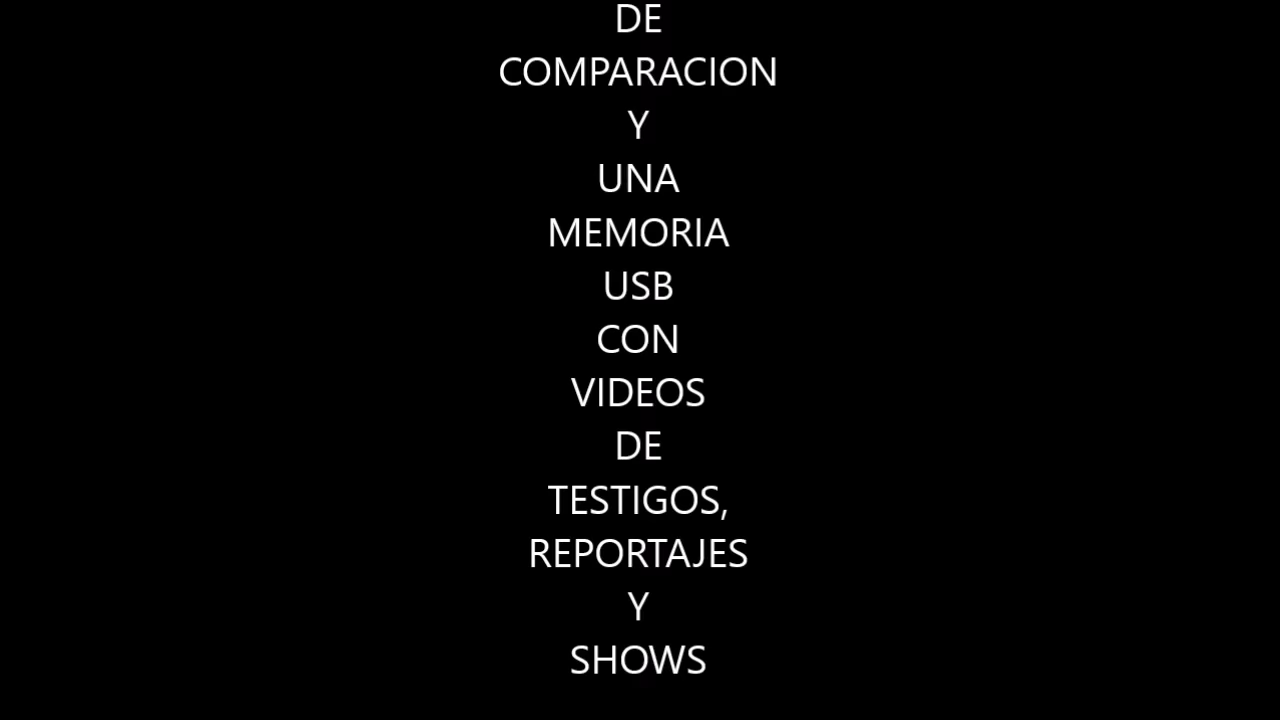 DE
COMPARACION
Y
UNA
MEMORIA
USB
CON
VIDEOS
DE
TESTIGOS,
REPORTAJES
Y
SHOWS